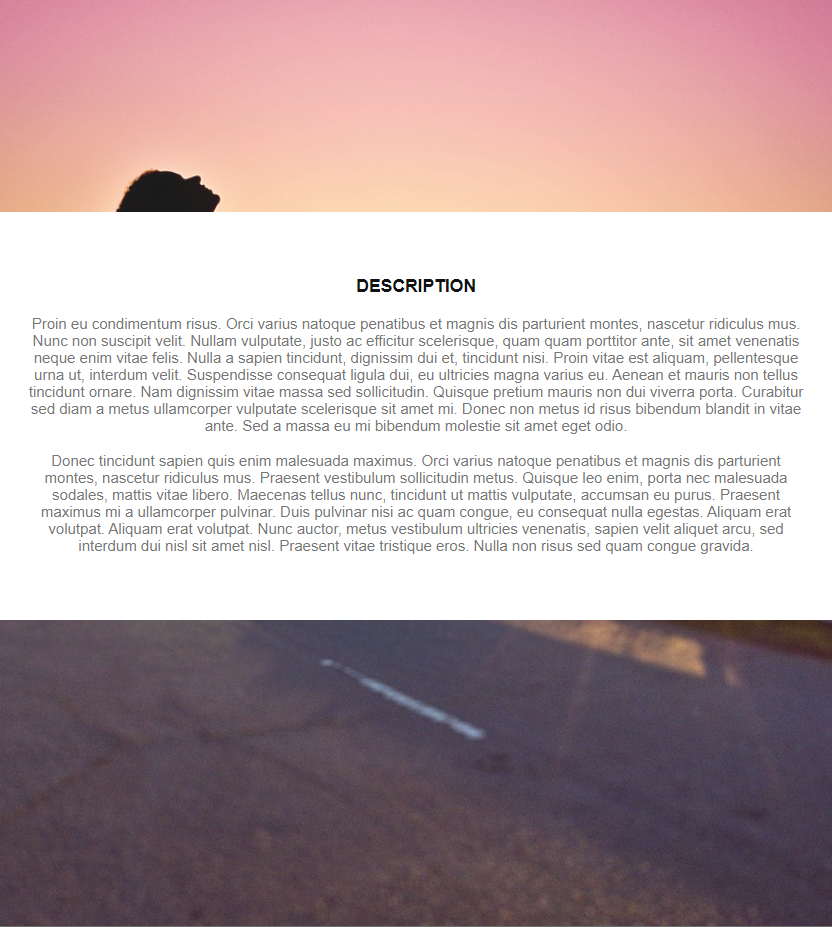 DESCRIPTION
Proin eu condimentum risus. Orci varius natoque penatibus et magnis dis parturient montes, nascetur ridiculus mus.
Nunc non suscipit velit. Nullam vulputate, justo ac efficitur scelerisque, quam quam porttitor ante, sit amet venenatis
neque enim vitae felis. Nulla a sapien tincidunt, dignissim dui et, tincidunt nisi. Proin vitae est aliquam, pellentesque
urna ut, interdum velit. Suspendisse consequat ligula dui, eu ultricies magna varius eu. Aenean et mauris non tellus
tincidunt ornare. Nam dignissim vitae massa sed sollicitudin. Quisque pretium mauris non dui viverra porta. Curabitur
sed diam a metus ullamcorper vulputate scelerisque sit amet mi. Donec non metus id risus bibendum blandit in vitae
ante. Sed a massa eu mi bibendum molestie sit amet eget odio.
Donec tincidunt sapien quis enim malesuada maximus. Orci varius natoque penatibus et magnis dis parturient
montes, nascetur ridiculus mus. Praesent vestibulum sollicitudin metus. Quisque leo enim, porta nec malesuada
sodales, mattis vitae libero. Maecenas tellus nunc, tincidunt ut mattis vulputate, accumsan eu purus. Praesent
maximus mi a ullamcorper pulvinar. Duis pulvinar nisi ac quam congue, eu consequat nulla egestas. Aliquam erat
volutpat. Aliquam erat volutpat. Nunc auctor, metus vestibulum ultricies venenatis, sapien velit aliquet arcu, sed
interdum dui nisl sit amet nisl. Praesent vitae tristique eros. Nulla non risus sed quam congue gravida.